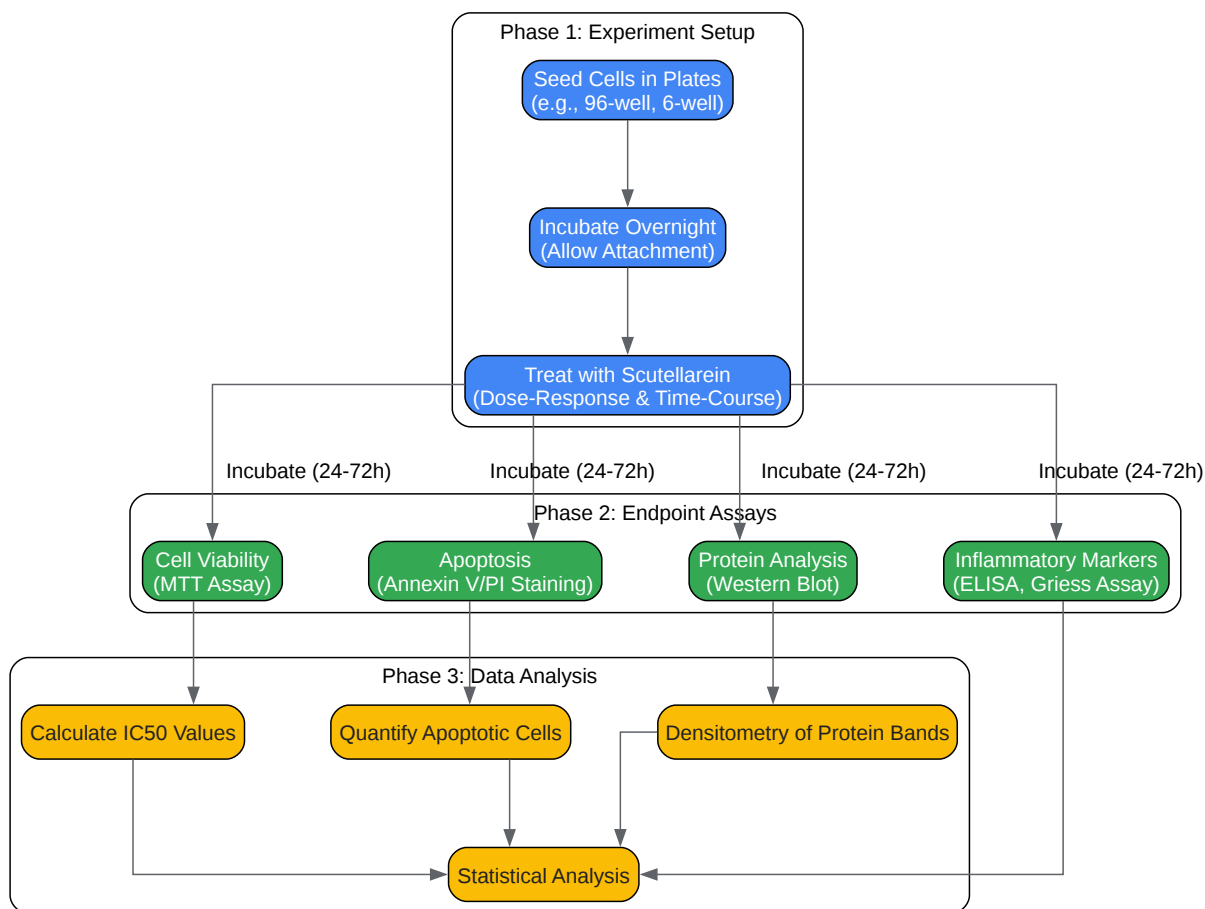 Phase 1: Experiment Setup
Seed Cells in Plates
(e.g., 96-well, 6-well)
Incubate Overnight
(Allow Attachment)
Treat with Scutellarein
(Dose-Response & Time-Course)
Incubate (24-72h)
Incubate (24-72h)
Incubate (24-72h)
Incubate (24-72h)
Phase 2: Endpoint Assays
Cell Viability
(MTT Assay)
Apoptosis
(Annexin V/PI Staining)
Protein Analysis
(Western Blot)
Inflammatory Markers
(ELISA, Griess Assay)
Phase 3: Data Analysis
Calculate IC50 Values
Quantify Apoptotic Cells
Densitometry of Protein Bands
Statistical Analysis